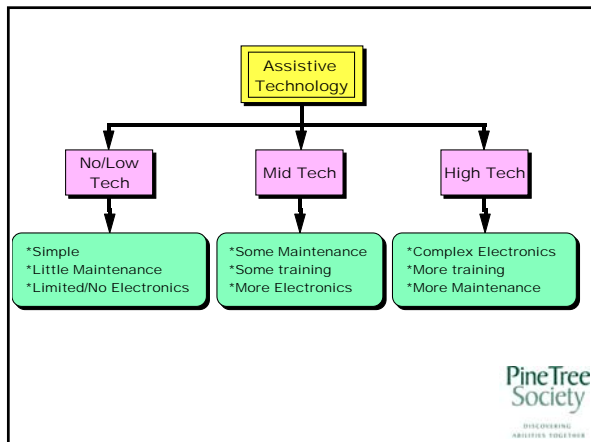 Assistive
Technology
No/Low
Tech
Mid Tech
High Tech
*Simple
*Little Maintenance
*Limited/No Electronics
*Some Maintenance
*Some training
*More Electronics
*Complex Electronics
*More training
*More Maintenance
PineTree
Society
DISCOVERING
ABILITIES TOGETHER